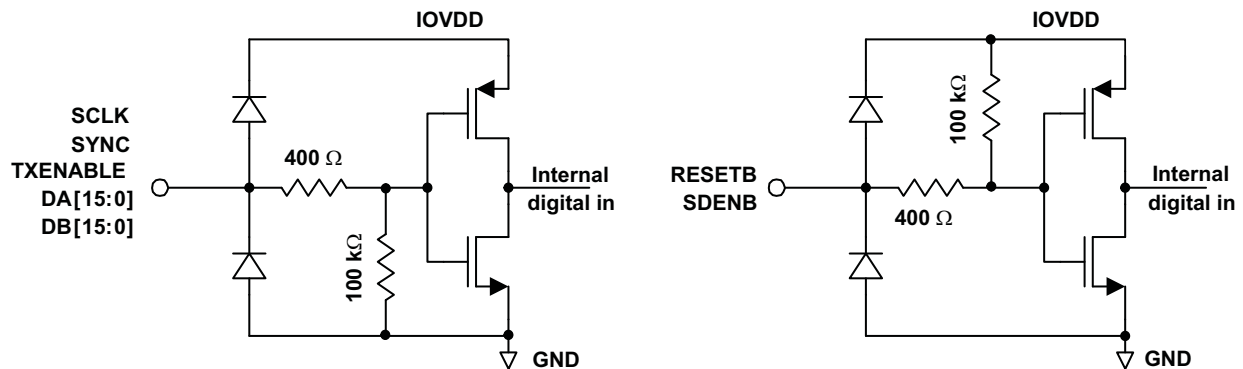 IOVDD
SCLK
SYNC
TXENABLE
DA[15:0]
DB[15:0]
400 Ω
100 kΩ
Internal
digital in
GND
IOVDD
100 kΩ
RESETB
SDENB
400 Ω
Internal
digital in
GND